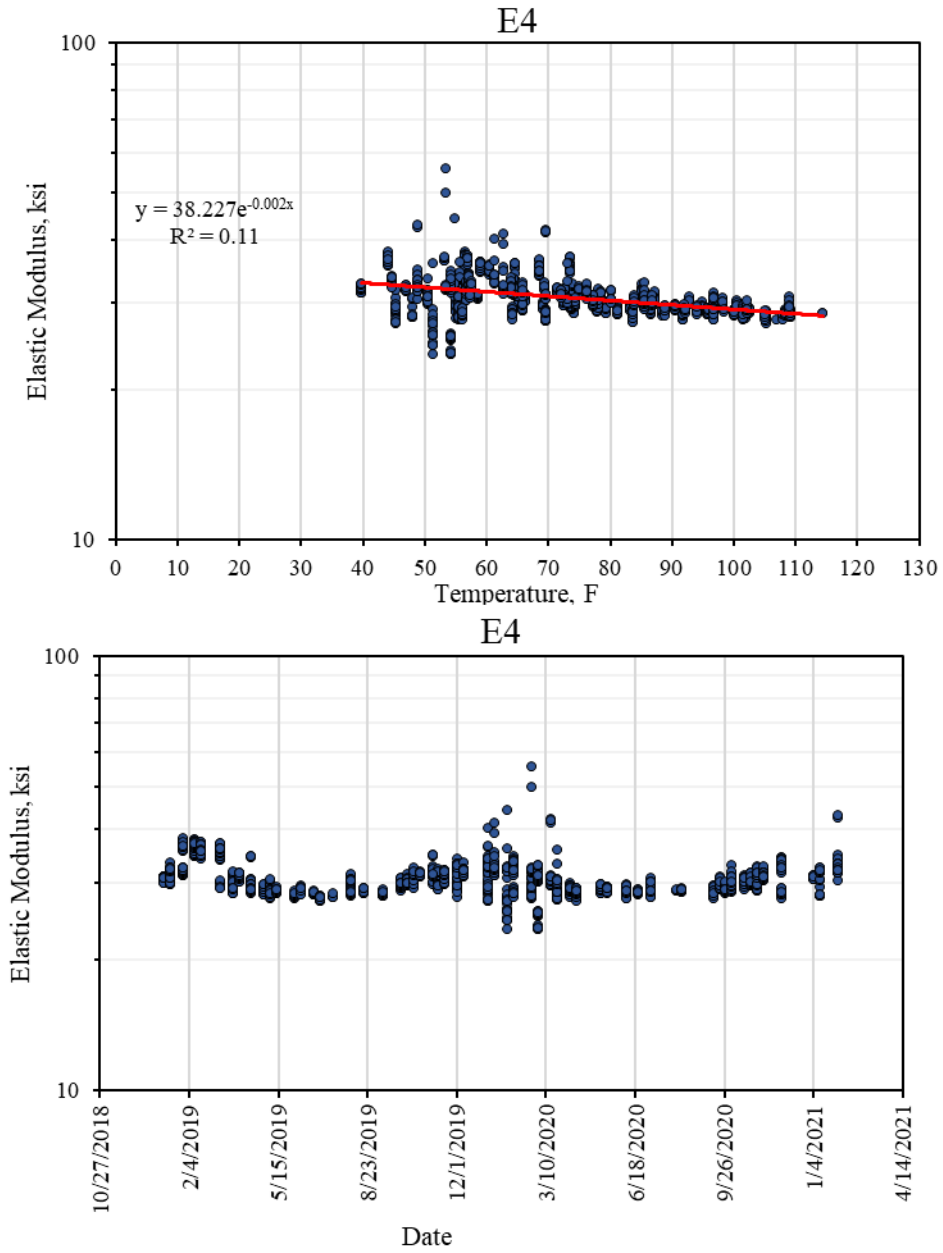 E4
100
Elastic Modulus, ksi
y = 38.227e^-0.002x
R² = 0.11
10
0 10 20 30 40 50 60 70 80 90 100 110 120 130
Temperature, F
E4
100
Elastic Modulus, ksi
10
10/27/2018 2/4/2019 5/15/2019 8/23/2019 12/1/2019 3/10/2020 6/18/2020 9/26/2020 1/4/2021 4/14/2021
Date